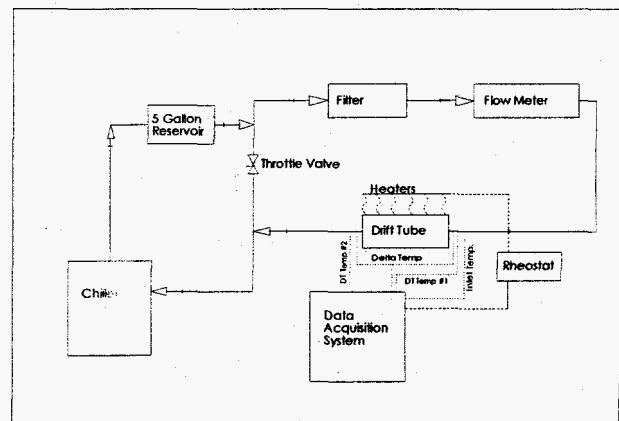 Filter
Flow Meter
5 Gallon
Reservoir
Throttle Valve
Heaters
Drift Tube
DT Temp #2
Delta Temp
DT Temp #1
Inlet Temp.
Rheostat
Chiller
Data
Acquisition
System